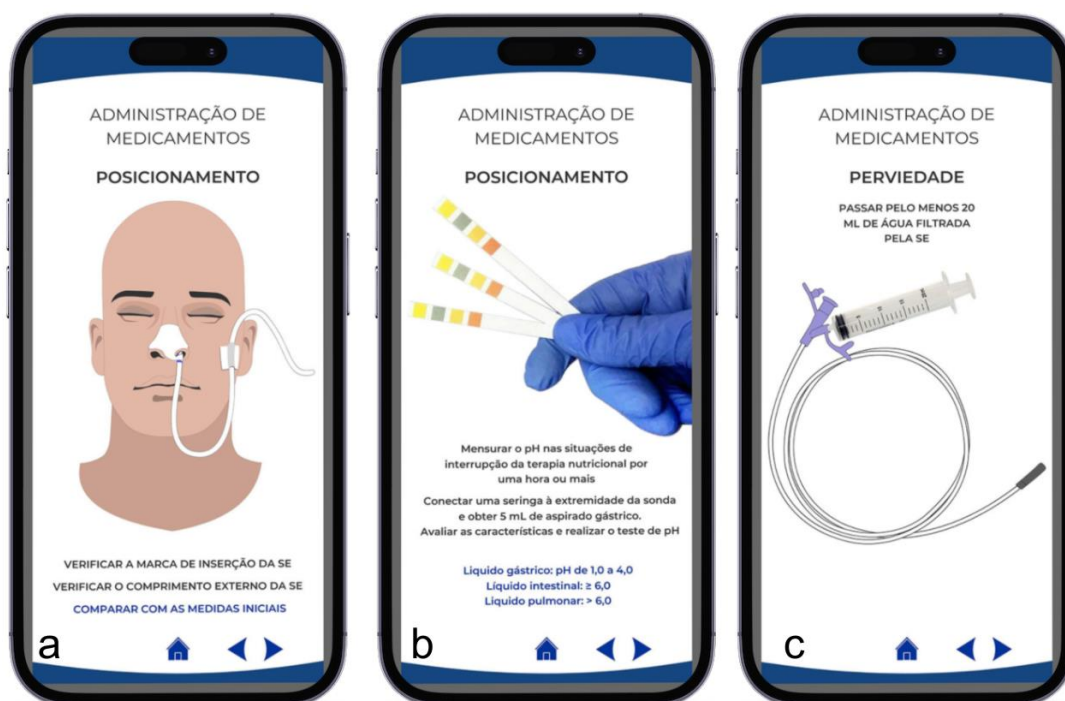 ADMINISTRAÇÃO DE
MEDICAMENTOS
POSICIONAMENTO
VERIFICAR A MARCA DE INSERÇÃO DA SE
VERIFICAR O COMPRIMENTO EXTERNO DA SE
COMPARAR COM AS MEDIDAS INICIAIS
a
ADMINISTRAÇÃO DE
MEDICAMENTOS
POSICIONAMENTO
Mensurar o pH nas situações de
interrupção da terapia nutricional por
uma hora ou mais
Conectar uma seringa à extremidade da sonda
e obter 5 mL de aspirado gástrico.
Avaliar as características e realizar o teste de pH
Liquido gástrico: pH de 1,0 a 4,0
Líquido intestinal: ≥ 6,0
Liquido pulmonar: > 6,0
b
ADMINISTRAÇÃO DE
MEDICAMENTOS
PERVIEDADE
PASSAR PELO MENOS 20
ML DE ÁGUA FILTRADA
PELA SE
c